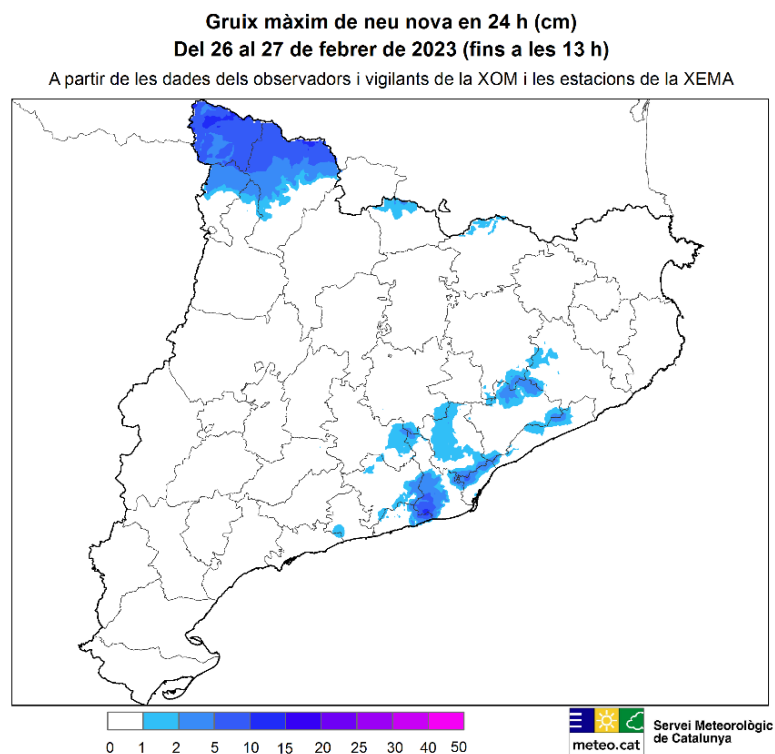 Gruix màxim de neu nova en 24 h (cm)
Del 26 al 27 de febrer de 2023 (fins a les 13 h)
A partir de les dades dels observadors i vigilants de la XOM i les estacions de la XEMA
0 1 2 5 10 15 20 25 30 40 50
meteo.cat
Servei Meteorològic
de Catalunya